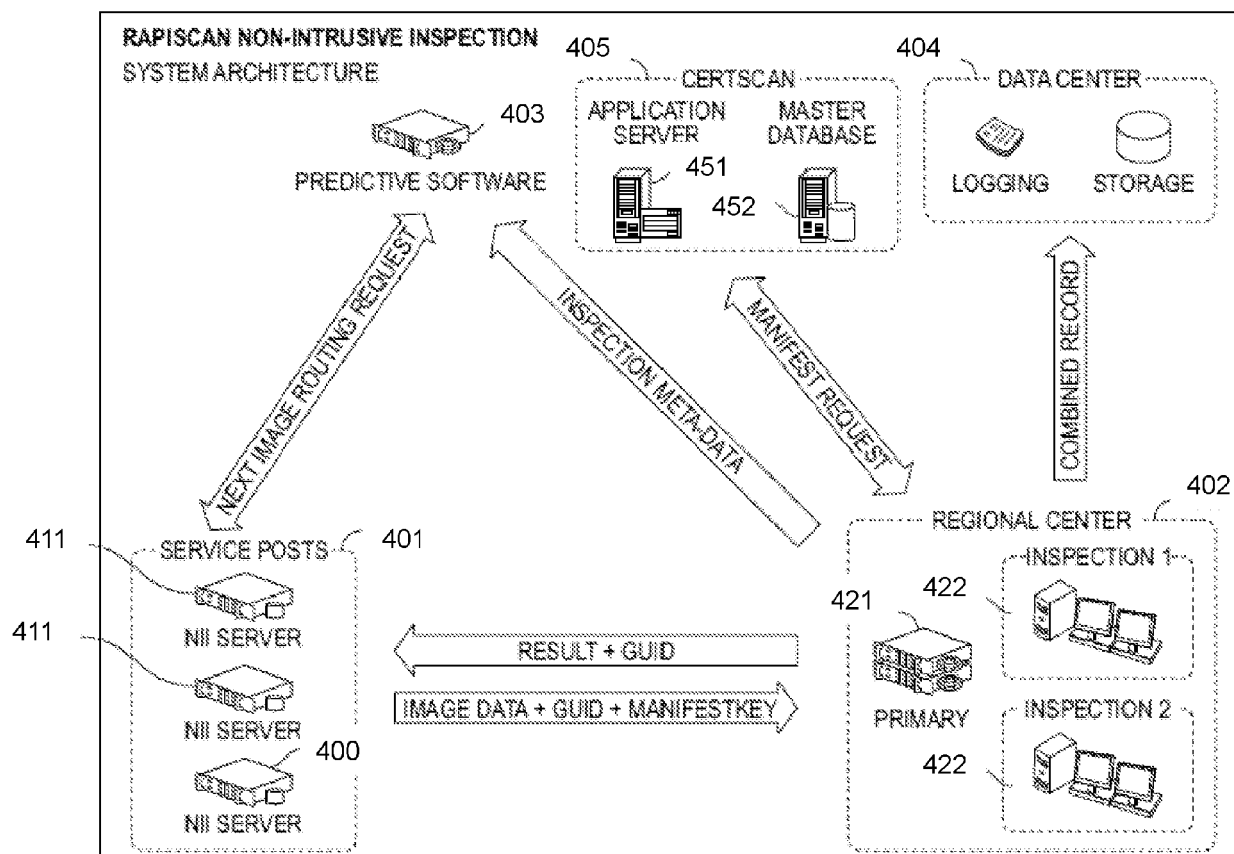 RAPISCAN NON-INTRUSIVE INSPECTION
SYSTEM ARCHITECTURE
403
PREDICTIVE SOFTWARE
405
CERTSCAN
APPLICATION
SERVER
451
MASTER
DATABASE
452
404
DATA CENTER
LOGGING
STORAGE
NEXT IMAGE ROUTING REQUEST
INSPECTION META-DATA
MANIFEST REQUEST
COMBINED RECORD
SERVICE POSTS
401
411
NII SERVER
411
NII SERVER
400
NII SERVER
RESULT + GUID
IMAGE DATA + GUID + MANIFESTKEY
402
REGIONAL CENTER
421
PRIMARY
INSPECTION 1
422
INSPECTION 2
422